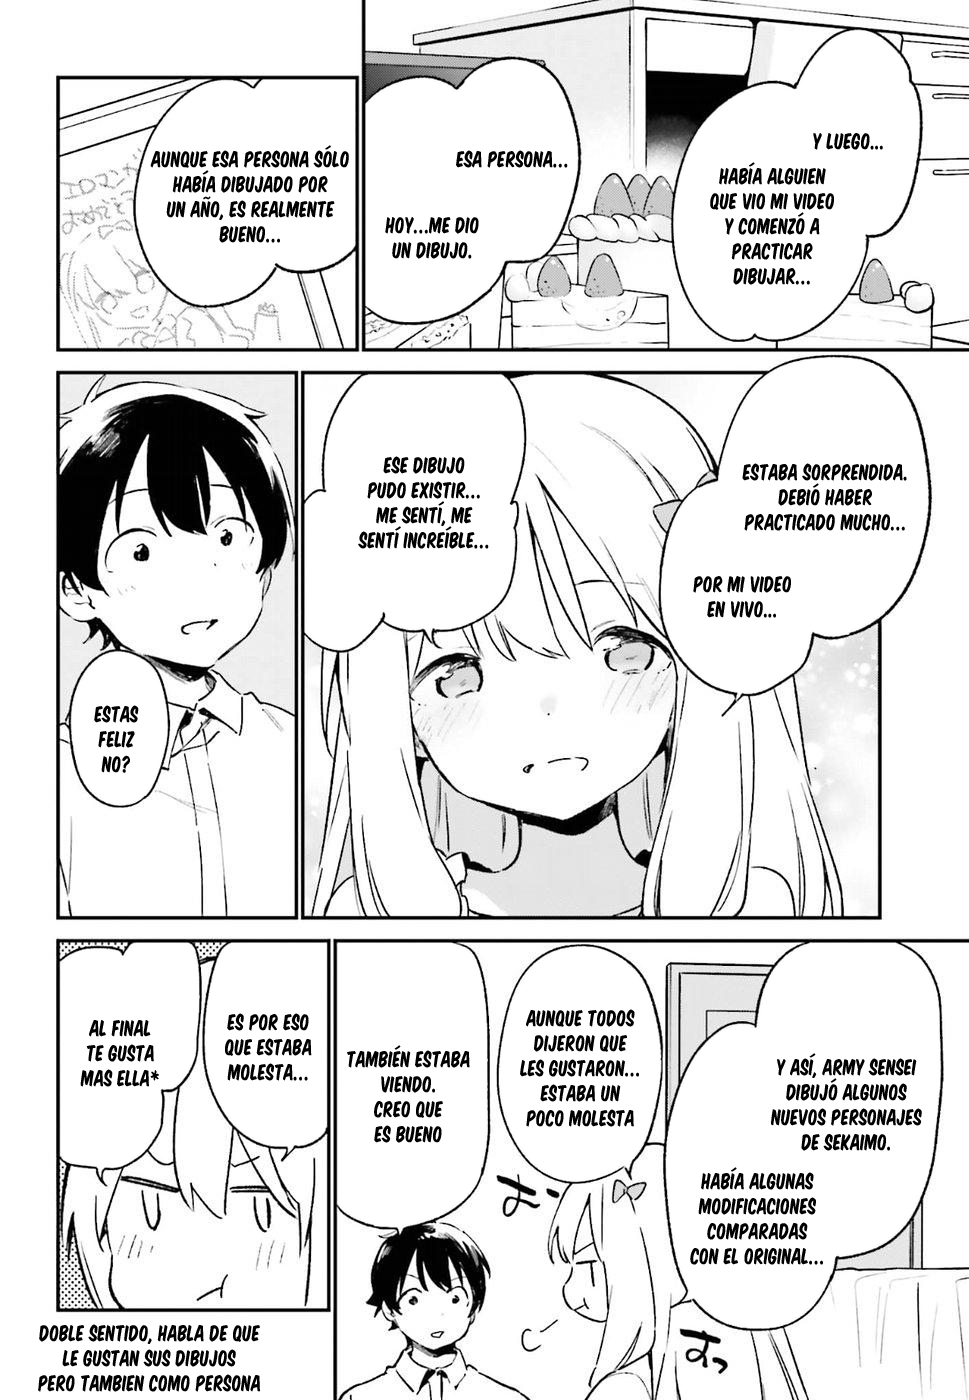 Y LUEGO...
HABÍA ALGUIEN
QUE VIO MI VIDEO
Y COMENZÓ A
PRACTICAR
DIBUJAR...
ESA PERSONA...
HOY...ME DIO
UN DIBUJO.
AUNQUE ESA PERSONA SÓLO
HABÍA DIBUJADO POR
UN AÑO, ES REALMENTE
BUENO...
ESTABA SORPRENDIDA.
DEBIÓ HABER
PRACTICADO MUCHO...
POR MI VIDEO
EN VIVO...
ESE DIBUJO
PUDO EXISTIR...
ME SENTÍ, ME
SENTÍ INCREÍBLE...
ESTAS
FELIZ
NO?
Y ASÍ, ARMY SENSEI
DIBUJÓ ALGUNOS
NUEVOS PERSONAJES
DE SEKAIMO.
HABÍA ALGUNAS
MODIFICACIONES
COMPARADAS
CON EL ORIGINAL...
AUNQUE TODOS
DIJERON QUE
LES GUSTARON...
ESTABA UN
POCO MOLESTA
TAMBIÉN ESTABA
VIENDO.
CREO QUE
ES BUENO
おこ
おこっ
ES POR ESO
QUE ESTABA
MOLESTA...
AL FINAL
TE GUSTA
MAS ELLA*
DOBLE SENTIDO, HABLA DE QUE
LE GUSTAN SUS DIBUJOS
PERO TAMBIEN COMO PERSONA